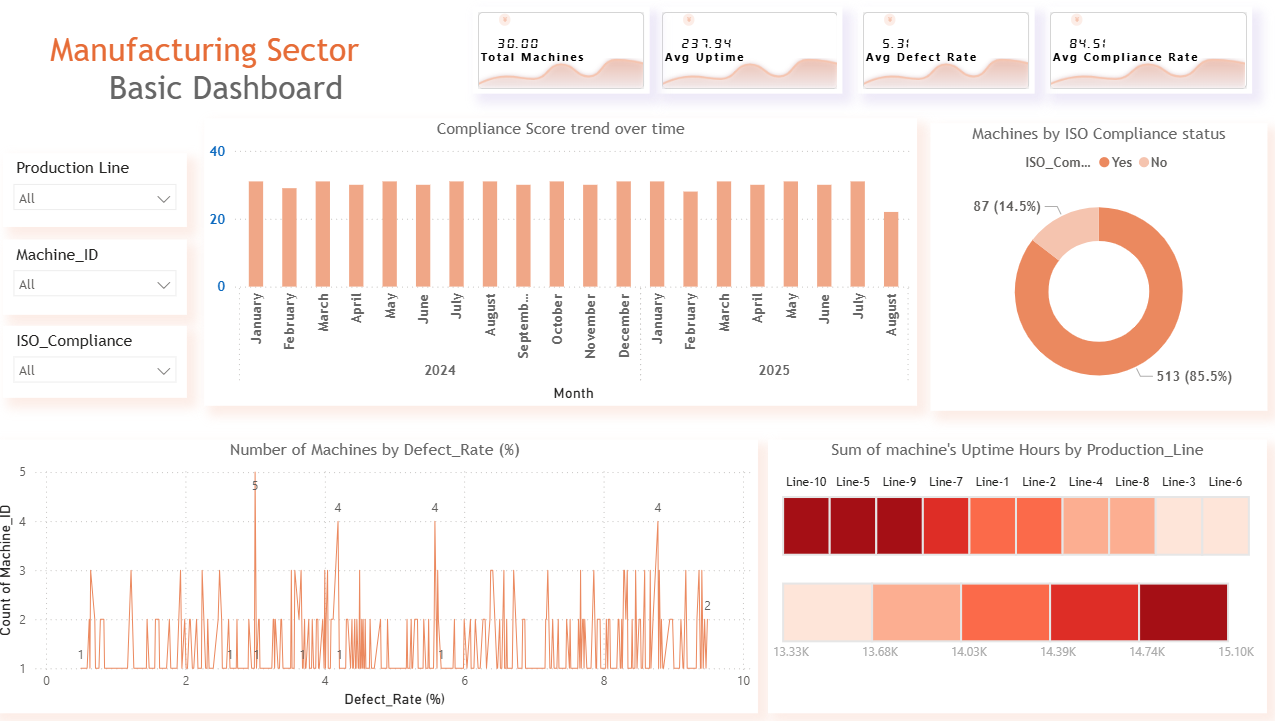 Manufacturing Sector
Basic Dashboard
30.00
Total Machines
237.94
Avg Uptime
5.31
Avg Defect Rate
84.51
Avg Compliance Rate
Production Line
All
Machine_ID
All
ISO_Compliance
All
Compliance Score trend over time
40
20
0
January
February
March
April
May
June
July
August
Septemb...
October
November
December
January
February
March
April
May
June
July
August
2024
2025
Month
Machines by ISO Compliance status
ISO_Com... Yes No
87 (14.5%)
513 (85.5%)
Number of Machines by Defect_Rate (%)
Count of Machine_ID
5
4
3
2
1
5
4
4
4
2
1
1
1
1
1
1
0 2 4 6 8 10
Defect_Rate (%)
Sum of machine's Uptime Hours by Production_Line
Line-10 Line-5 Line-9 Line-7 Line-1 Line-2 Line-4 Line-8 Line-3 Line-6
13.33K 13.68K 14.03K 14.39K 14.74K 15.10K